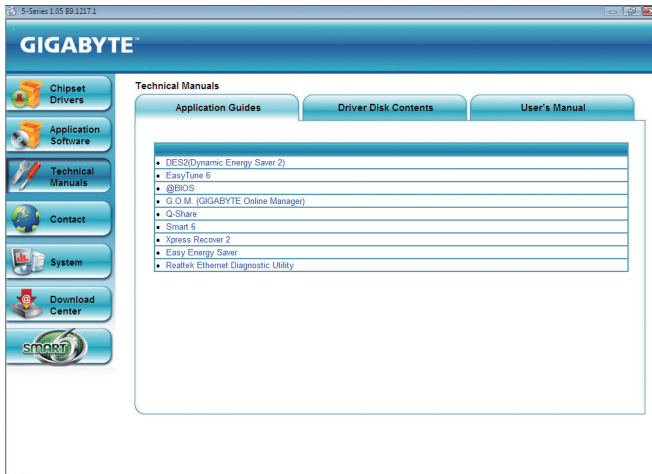 5-Series 1.05 B9.1217.1
GIGABYTE™
Chipset
Drivers
Application
Software
Technical
Manuals
Contact
System
Download
Center
SMART6
Technical Manuals
Application Guides
Driver Disk Contents
User's Manual
• DES2(Dynamic Energy Saver 2)
• EasyTune 6
• @BIOS
• G.O.M. (GIGABYTE Online Manager)
• Q-Share
• Smart 6
• Xpress Recover 2
• Easy Energy Saver
• Realtek Ethernet Diagnostic Utility